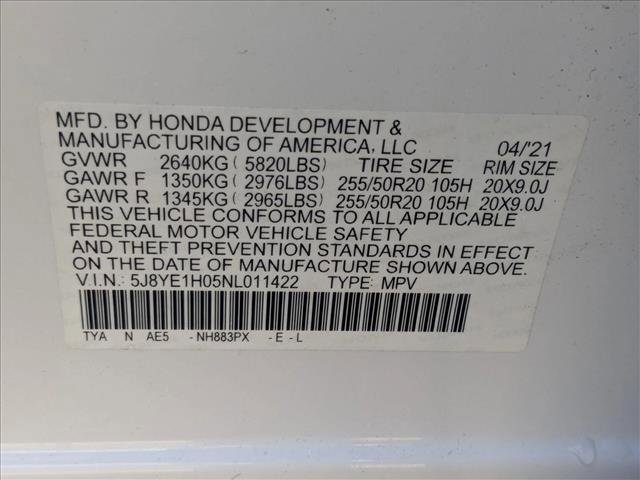 MFD. BY HONDA DEVELOPMENT &
MANUFACTURING OF AMERICA, LLC 04/'21
GVWR 2640KG ( 5820LBS) TIRE SIZE RIM SIZE
GAWR F 1350KG ( 2976LBS) 255/50R20 105H 20X9.0J
GAWR R 1345KG ( 2965LBS) 255/50R20 105H 20X9.0J
THIS VEHICLE CONFORMS TO ALL APPLICABLE
FEDERAL MOTOR VEHICLE SAFETY
AND THEFT PREVENTION STANDARDS IN EFFECT
ON THE DATE OF MANUFACTURE SHOWN ABOVE.
V.I.N.: 5J8YE1H05NL011422 TYPE: MPV
TYA N AE5 - NH883PX - E - L